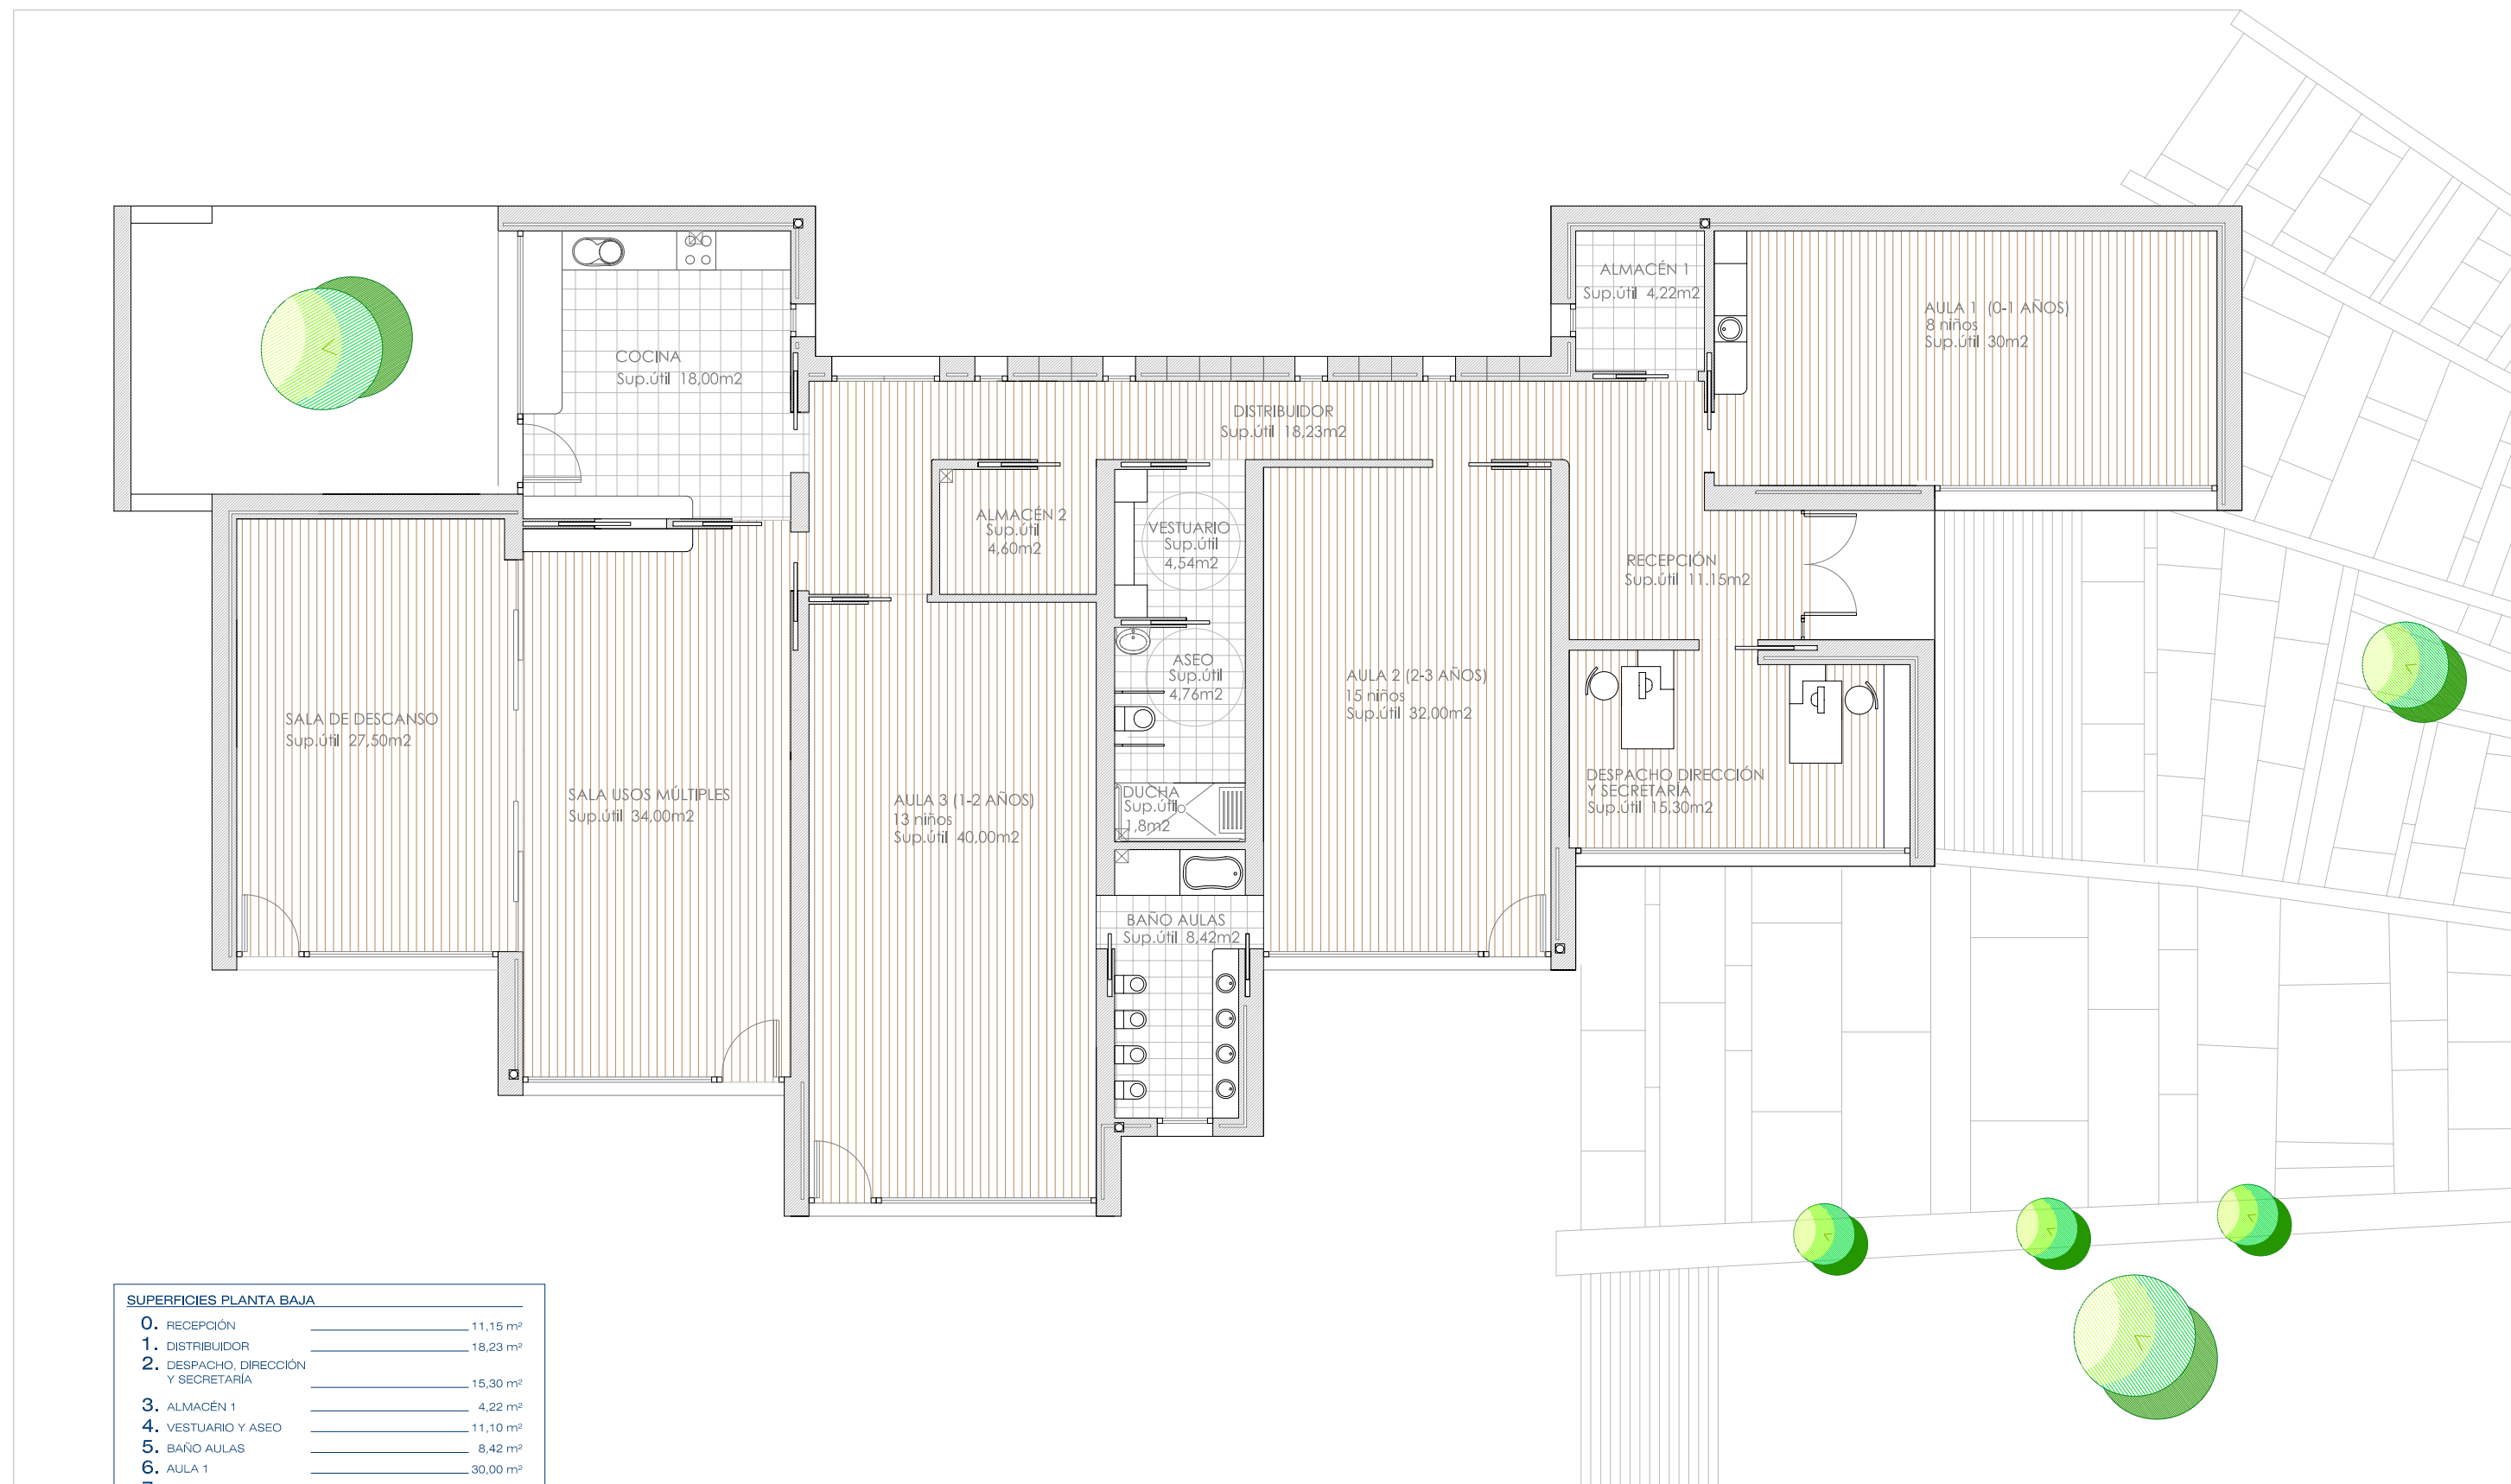 ALMACÉN 1
Sup.útil 4,22m2
AULA 1 (0-1 AÑOS)
8 niños
Sup.útil 30m2
COCINA
Sup.útil 18,00m2
DISTRIBUIDOR
Sup.útil 18,23m2
ALMACÉN 2
Sup.útil
4,60m2
VESTUARIO
Sup.útil
4,54m2
RECEPCIÓN
Sup.útil 11.15m2
ASEO
Sup.útil
4,76m2
AULA 2 (2-3 AÑOS)
15 niños
Sup.útil 32,00m2
SALA DE DESCANSO
Sup.útil 27,50m2
SALA USOS MÚLTIPLES
Sup.útil 34,00m2
AULA 3 (1-2 AÑOS)
13 niños
Sup.útil 40,00m2
DUCHA
Sup.útil
1,8m2
DESPACHO DIRECCIÓN
Y SECRETARÍA
Sup.útil 15,30m2
BAÑO AULAS
Sup.útil 8,42m2
SUPERFICIES PLANTA BAJA
0. RECEPCIÓN 11,15 m²
1. DISTRIBUIDOR 18,23 m²
2. DESPACHO, DIRECCIÓN
Y SECRETARÍA 15,30 m²
3. ALMACÉN 1 4,22 m²
4. VESTUARIO Y ASEO 11,10 m²
5. BAÑO AULAS 8,42 m²
6. AULA 1 30,00 m²